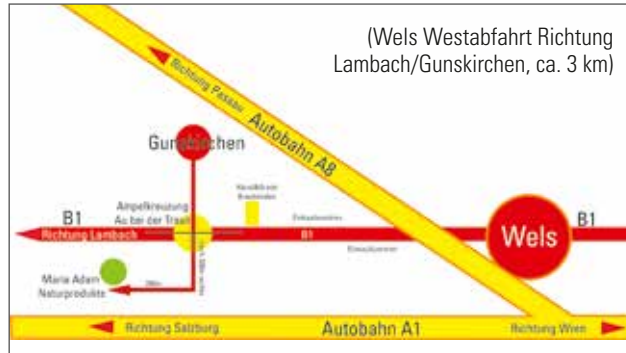 (Wels Westabfahrt Richtung
Lambach/Gunskirchen, ca. 3 km)
Richtung Passau
Autobahn A8
Gunskirchen
Ampelkreuzung
Au bei der Traun
B1
Richtung Lambach
B1
Wels
B1
Maria Adam
Naturprodukte
Richtung Salzburg
Autobahn A1
Richtung Wien